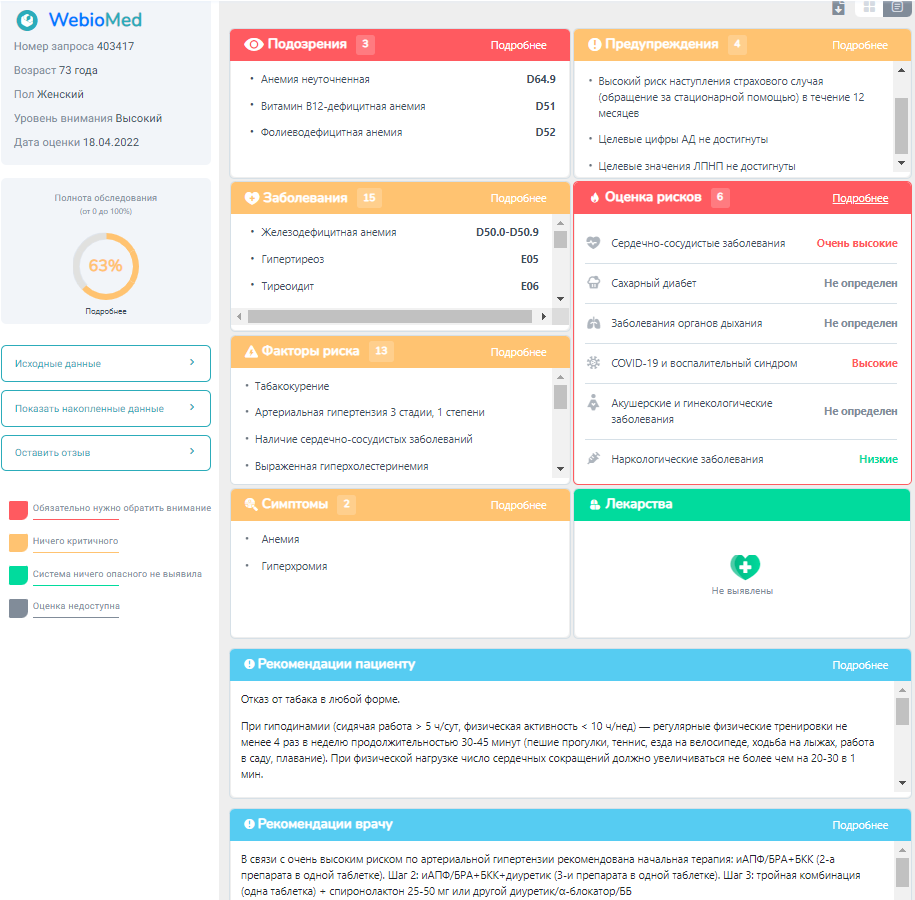 WebioMed
Номер запроса 403417
Возраст 73 года
Пол Женский
Уровень внимания Высокий
Дата оценки 18.04.2022
Полнота обследования
(от 0 до 100%)
63%
Подробнее
Исходные данные
Показать накопленные данные
Оставить отзыв
Обязательно нужно обратить внимание
Ничего критичного
Система ничего опасного не выявила
Оценка недоступна
Подозрения 3 Подробнее
• Анемия неуточненная D64.9
• Витамин B12-дефицитная анемия D51
• Фолиеводефицитная анемия D52
Предупреждения 4 Подробнее
• Высокий риск наступления страхового случая
(обращение за стационарной помощью) в течение 12
месяцев
• Целевые цифры АД не достигнуты
• Целевые значения ЛПНП не достигнуты
Заболевания 15 Подробнее
• Железодефицитная анемия D50.0-D50.9
• Гипертиреоз E05
• Тиреоидит E06
Оценка рисков 6 Подробнее
Сердечно-сосудистые заболевания Очень высокие
Сахарный диабет Не определен
Заболевания органов дыхания Не определен
COVID-19 и воспалительный синдром Высокие
Акушерские и гинекологические
заболевания Не определен
Наркологические заболевания Низкие
Факторы риска 13 Подробнее
• Табакокурение
• Артериальная гипертензия 3 стадии, 1 степени
• Наличие сердечно-сосудистых заболеваний
• Выраженная гиперхолестеринемия
Симптомы 2 Подробнее
• Анемия
• Гиперхромия
Лекарства
Не выявлены
Рекомендации пациенту Подробнее
Отказ от табака в любой форме.
При гиподинамии (сидячая работа > 5 ч/сут, физическая активность < 10 ч/нед) — регулярные физические тренировки не
менее 4 раз в неделю продолжительностью 30-45 минут (пешие прогулки, теннис, езда на велосипеде, ходьба на лыжах, работа
в саду, плавание). При физической нагрузке число сердечных сокращений должно увеличиваться не более чем на 20-30 в 1
мин.
Рекомендации врачу Подробнее
В связи с очень высоким риском по артериальной гипертензии рекомендована начальная терапия: иАПФ/БРА+БКК (2-а
препарата в одной таблетке). Шаг 2: иАПФ/БРА+БКК+диуретик (3-и препарата в одной таблетке). Шаг 3: тройная комбинация
(одна таблетка) + спиронолактон 25-50 мг или другой диуретик/α-блокатор/ББ